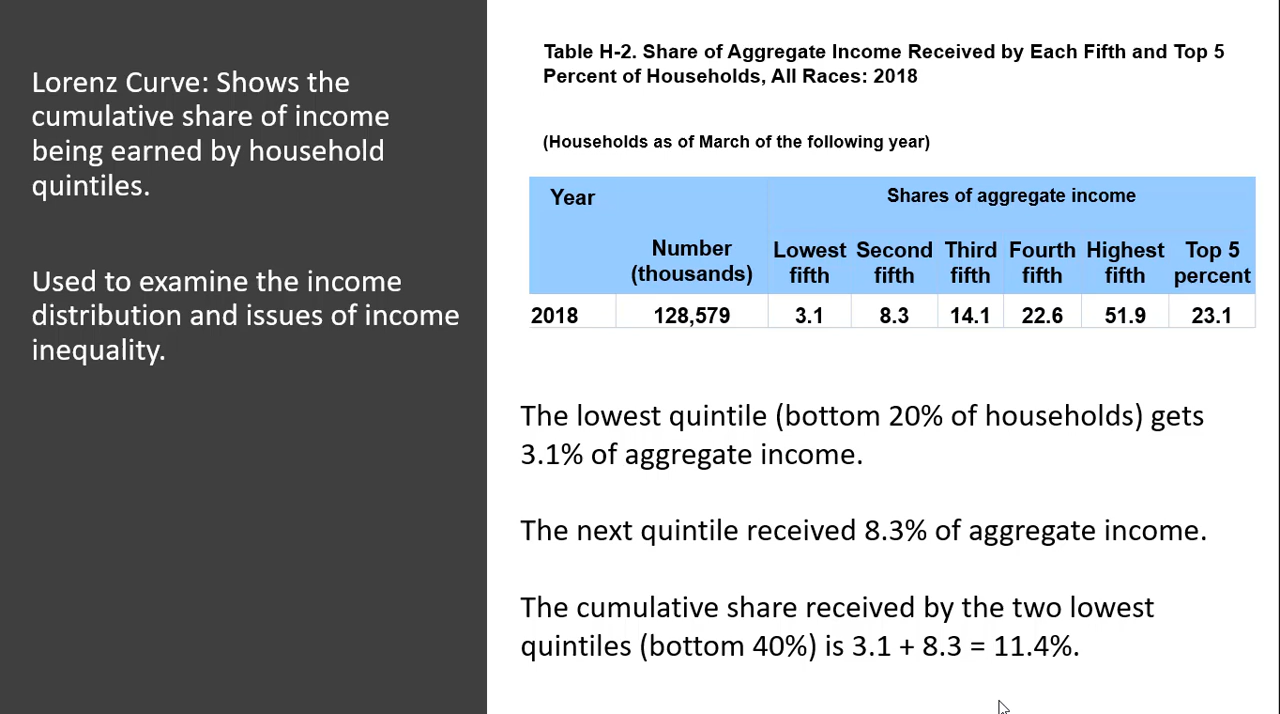 Lorenz Curve: Shows the
cumulative share of income
being earned by household
quintiles.
Used to examine the income
distribution and issues of income
inequality.
Table H-2. Share of Aggregate Income Received by Each Fifth and Top 5
Percent of Households, All Races: 2018
(Households as of March of the following year)
Year Shares of aggregate income
Number Lowest Second Third Fourth Highest Top 5
(thousands) fifth fifth fifth fifth fifth percent
2018 128,579 3.1 8.3 14.1 22.6 51.9 23.1
The lowest quintile (bottom 20% of households) gets
3.1% of aggregate income.
The next quintile received 8.3% of aggregate income.
The cumulative share received by the two lowest
quintiles (bottom 40%) is 3.1 + 8.3 = 11.4%.